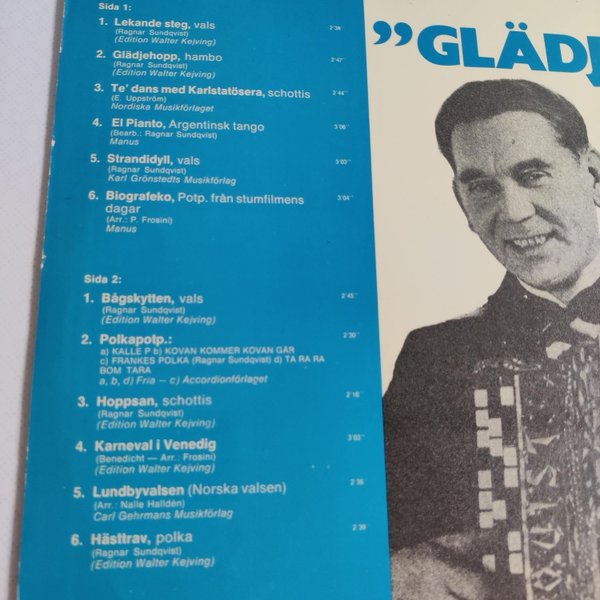 Sida 1:
1. Lekande steg, vals 2'38"
(Ragnar Sundqvist)
(Edition Walter Kejving)
2. Glädjehopp, hambo 2'47"
(Ragnar Sundqvist)
(Edition Walter Kejving)
3. Te' dans med Karlstatösera, schottis 2'44"
(E. Uppström)
Nordiska Musikförlaget
4. El Pianto, Argentinsk tango 3'06"
(Bearb.: Ragnar Sundqvist)
Manus
5. Strandidyll, vals 3'03"
(Ragnar Sundqvist)
Karl Grönstedts Musikförlag
6. Biografeko, Potp. från stumfilmens 3'04"
dagar
(Arr.: P. Frosini)
Manus
Sida 2:
1. Bågskytten, vals 2'45"
(Ragnar Sundqvist)
(Edition Walter Kejving)
2. Polkapotp.: 2'30"
a) KALLE P b) KOVAN KOMMER KOVAN GÅR
c) FRANKES POLKA (Ragnar Sundqvist) d) TA RA RA
BOM TARA
a, b, d) Fria — c) Accordionförlaget
3. Hoppsan, schottis 2'18"
(Ragnar Sundqvist)
(Edition Walter Kejving)
4. Karneval i Venedig 3'03"
(Benedicht — Arr.: Frosini)
(Edition Walter Kejving)
5. Lundbyvalsen (Norska valsen) 2'36"
(Arr.: Nalle Halldén)
Carl Gehrmans Musikförlag
6. Hästtrav, polka 2'39"
(Ragnar Sundqvist)
(Edition Walter Kejving)
”GLÄDJ